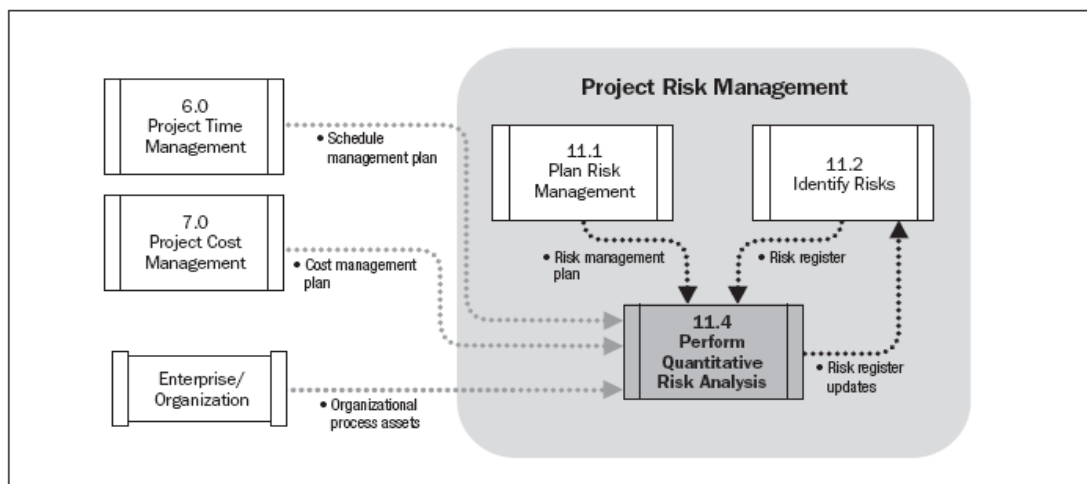 Project Risk Management
6.0
Project Time
Management
• Schedule
management plan
11.1
Plan Risk
Management
11.2
Identify Risks
7.0
Project Cost
Management
• Cost management
plan
• Risk management
plan
• Risk register
11.4
Perform
Quantitative
Risk Analysis
• Risk register
updates
Enterprise/
Organization
• Organizational
process assets